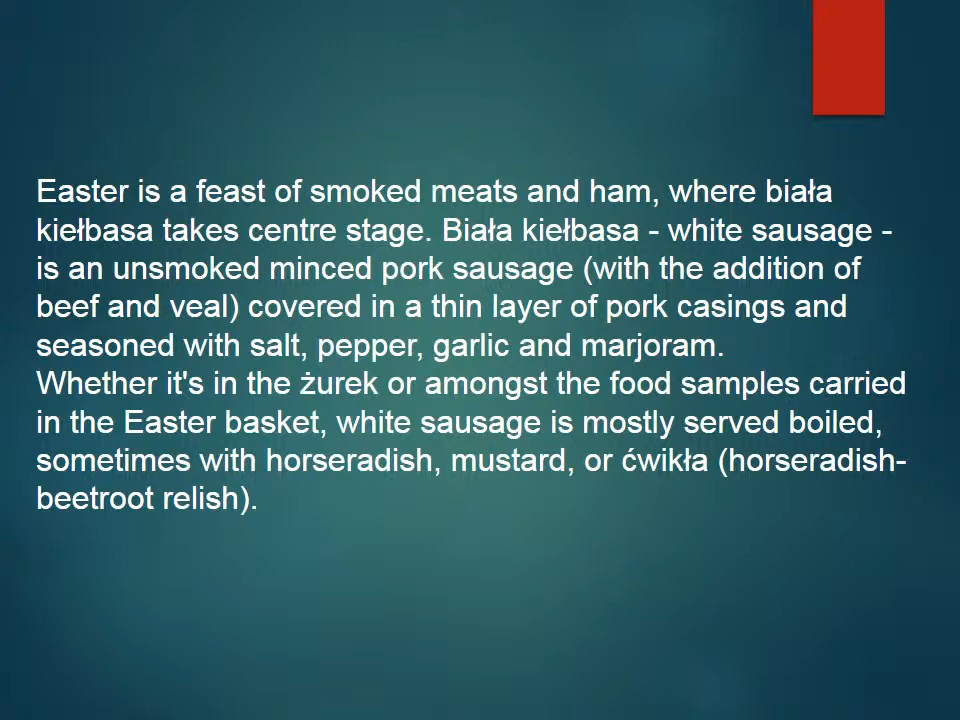 Easter is a feast of smoked meats and ham, where biała
kiełbasa takes centre stage. Biała kiełbasa - white sausage -
is an unsmoked minced pork sausage (with the addition of
beef and veal) covered in a thin layer of pork casings and
seasoned with salt, pepper, garlic and marjoram.
Whether it's in the żurek or amongst the food samples carried
in the Easter basket, white sausage is mostly served boiled,
sometimes with horseradish, mustard, or ćwikła (horseradish-
beetroot relish).